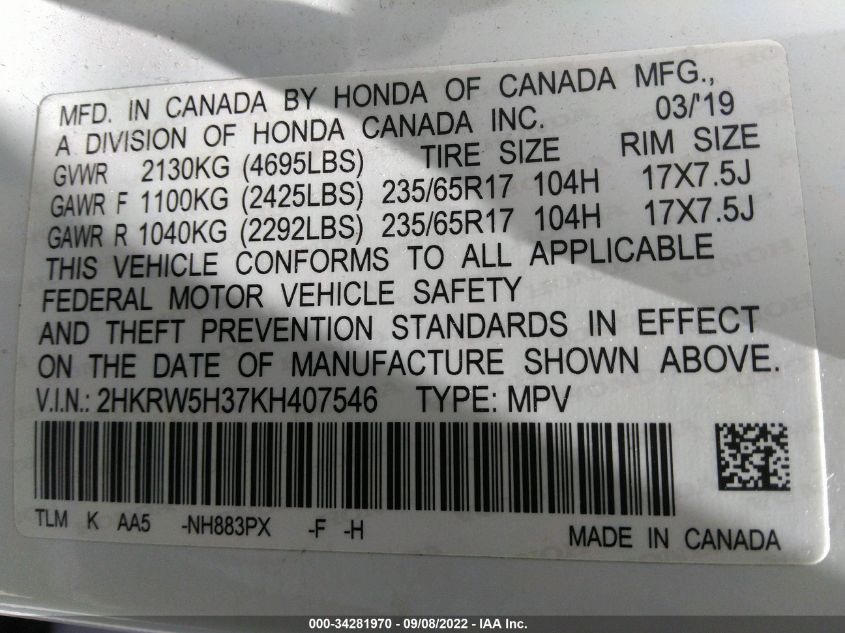 MFD. IN CANADA BY HONDA OF CANADA MFG.,
A DIVISION OF HONDA CANADA INC. 03/'19
GVWR 2130KG (4695LBS) TIRE SIZE RIM SIZE
GAWR F 1100KG (2425LBS) 235/65R17 104H 17X7.5J
GAWR R 1040KG (2292LBS) 235/65R17 104H 17X7.5J
THIS VEHICLE CONFORMS TO ALL APPLICABLE
FEDERAL MOTOR VEHICLE SAFETY
AND THEFT PREVENTION STANDARDS IN EFFECT
ON THE DATE OF MANUFACTURE SHOWN ABOVE.
V.I.N.: 2HKRW5H37KH407546 TYPE: MPV
TLM K AA5 -NH883PX -F -H MADE IN CANADA
000-34281970 - 09/08/2022 - IAA Inc.